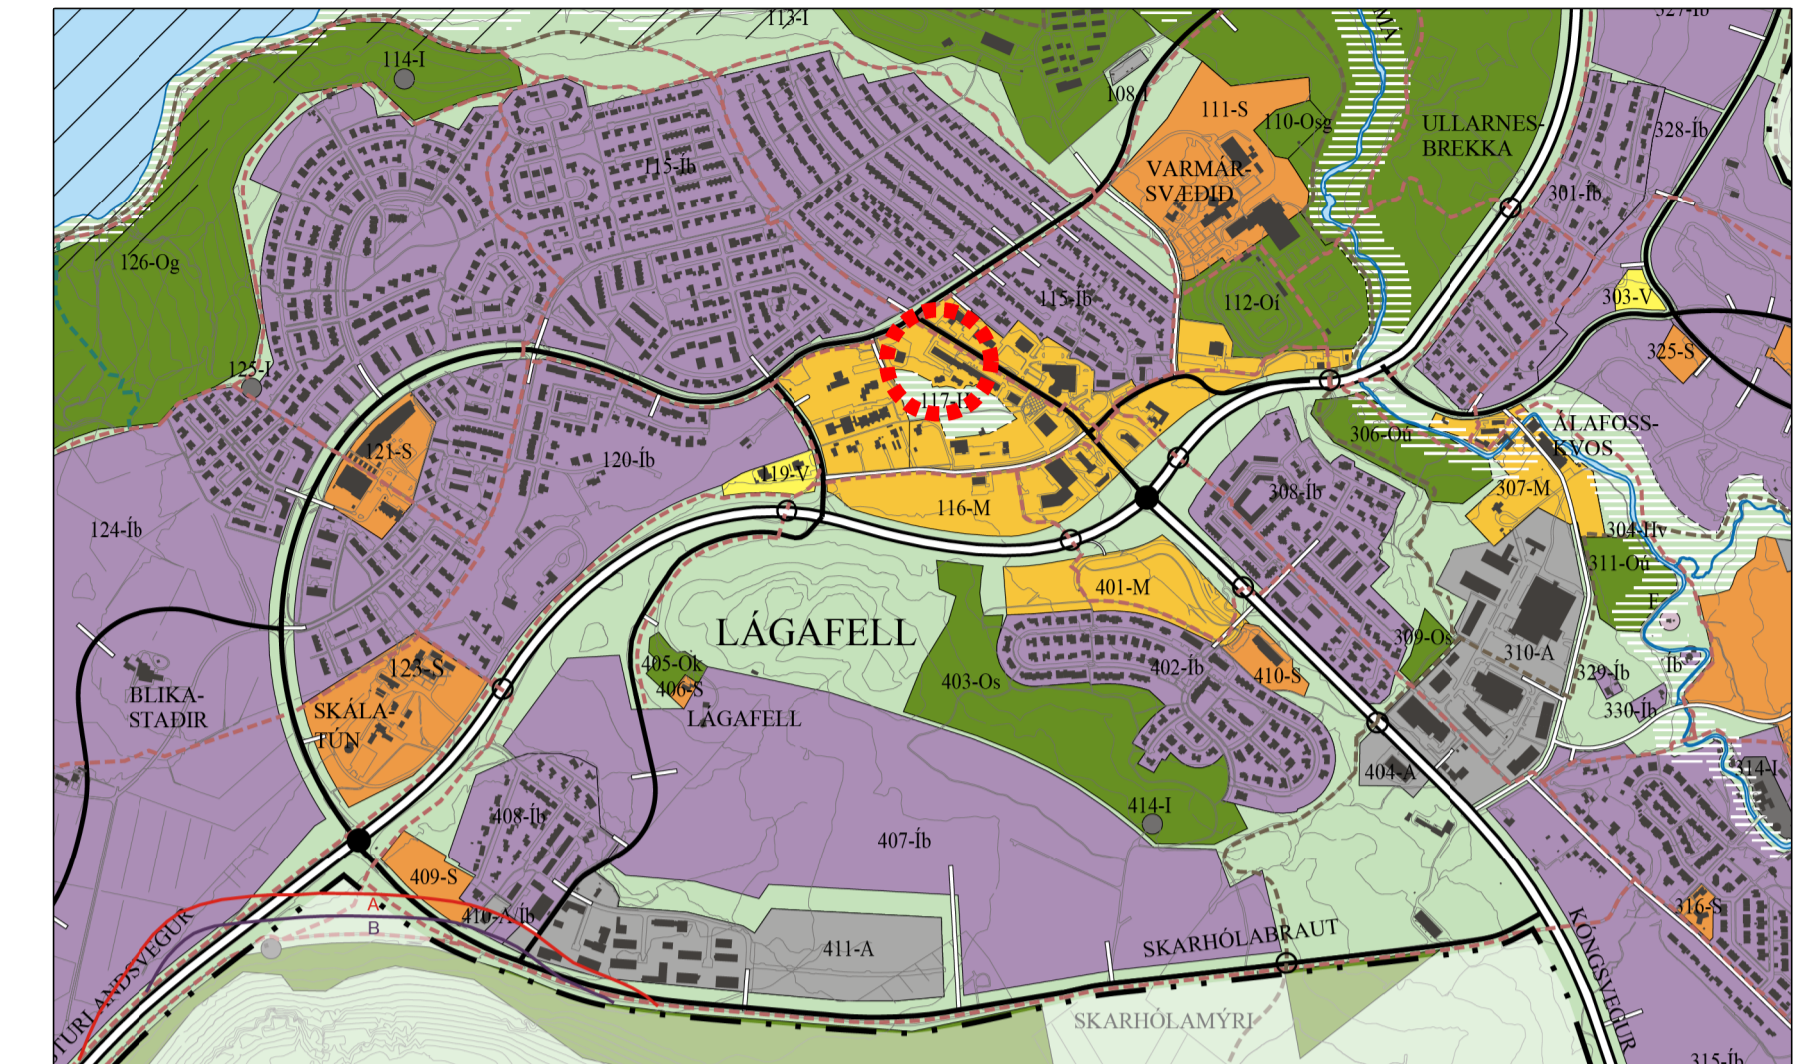 113-I
327-Íb
114-I
108-I
111-S
110-Osg
ULLARNES-
BREKKA
328-Íb
115-Íb
VARMÁR-
SVÆÐIÐ
301-Íb
126-Og
115-Íb
112-Oí
303-V
325-S
125-I
121-S
120-Íb
119-V
306-Oú
ÁLAFOSS-
KVOS
124-Íb
116-M
308-Íb
307-M
304-Hv
311-Oú
401-M
LÁGAFELL
309-Os
310-A
405-Ok
406-S
403-Os
402-Íb
410-S
Íb
329-Íb
330-Íb
BLIKA-
STAÐIR
123-S
SKÁLA-
TÚN
LÁGAFELL
404-A
314-I
408-Íb
414-I
407-Íb
409-S
410-A/Íb
316-S
A
B
411-A
SKARHÓLABRAUT
KÓNGSVEGUR
SKARHÓLAMÝRI
315-Íb